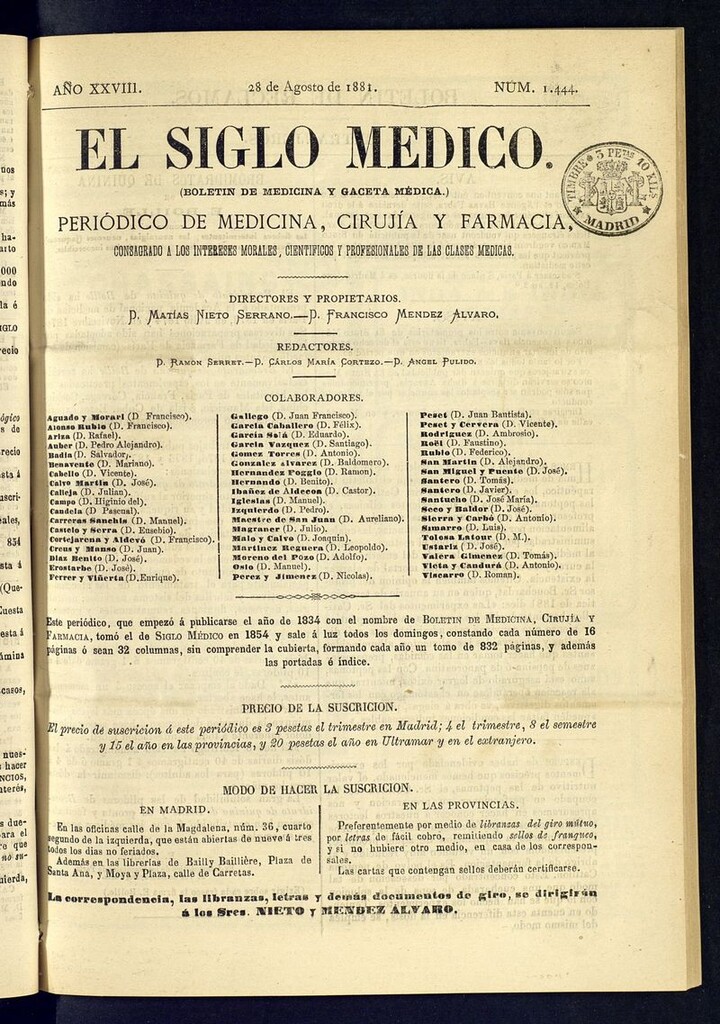 AÑO XXVIII.
28 de Agosto de 1881.
NÚM. 1.444.
EL SIGLO MEDICO.
(BOLETIN DE MEDICINA Y GACETA MÉDICA.)
PERIÓDICO DE MEDICINA, CIRUJÍA Y FARMACIA,
CONSAGRADO A LOS INTERESES MORALES, CIENTIFICOS Y PROFESIONALES DE LAS CLASES MEDICAS.
TIMBRE 3 PETAS 10 KILS
MADRID
DIRECTORES Y PROPIETARIOS.
D. MATÍAS NIETO SERRANO.—D. FRANCISCO MENDEZ ALVARO.
REDACTORES.
D. RAMON SERRET.—D. CÁRLOS MARÍA CORTEZO.—D. ANGEL PULIDO.
COLABORADORES.
Aguado y Morari (D Francisco).
Alonso Rubio (D. Francisco).
Ariza (D. Rafael).
Auber (D. Pedro Alejandro).
Badia (D. Salvador).
Benavente (D. Mariano).
Cabello (D. Vicente).
Calvo Martin (D. José).
Calleja (D. Julian).
Campo (D. Higinio del).
Candela (D Pascual).
Carreras Sanchis (D. Manuel).
Castelo y Serra (D. Eusebio).
Cortejarena y Aldevó (D. Francisco).
Creus y Manso (D. Juan).
Diaz Benito (D. José).
Erostarbe (D. José).
Ferrer y Viñerta (D.Enrique).
Gallego (D. Juan Francisco).
García Caballero (D. Félix).
García Solá (D. Eduardo).
García Vazquez (D. Santiago).
Gomez Torres (D. Antonio).
Gonzalez Alvarez (D. Baldomero).
Hernandez Poggio (D. Ramon).
Hernando (D. Benito).
Ibañez de Aldecoa (D. Castor).
Iglesias (D. Manuel).
Izquierdo (D. Pedro).
Maestre de San Juan (D. Aureliano).
Magraner (D. Julio).
Malo y Calvo (D. Joaquin).
Martinez Reguera (D. Leopoldo).
Moreno del Pozo (D. Adolfo).
Osio (D. Manuel).
Perez y Jimenez (D. Nicolas).
Peset (D. Juan Bautista).
Peset y Cervera (D. Vicente).
Rodriguez (D. Ambrosio).
Roël (D. Faustino).
Rubio (D. Federico).
San Martin (D. Alejandro).
San Miguel y Puente (D. José).
Santero (D. Tomás).
Santero (D. Javier).
Santucho (D. José María).
Seco y Baldor (D. José).
Sierra y Carbó (D. Antonio).
Simarro (D. Luis).
Tolosa Latour (D. M.).
Ustariz (D. José).
Valera Gimenez (D. Tomás).
Vieta y Caudurá (D. Antonio).
Viscarro (D. Roman).
Este periódico, que empezó á publicarse el año de 1834 con el nombre de BOLETIN DE MEDICINA, CIRUJÍA Y
FARMACIA, tomó el de SIGLO MÉDICO en 1854 y sale á luz todos los domingos, constando cada número de 16
páginas ó sean 32 columnas, sin comprender la cubierta, formando cada año un tomo de 832 páginas, y además
las portadas é índice.
PRECIO DE LA SUSCRICION.
El precio de suscricion á este periódico es 3 pesetas el trimestre en Madrid; 4 el trimestre, 8 el semestre
y 15 el año en las provincias, y 20 pesetas el año en Ultramar y en el extranjero.
MODO DE HACER LA SUSCRICION.
EN MADRID.
En las oficinas calle de la Magdalena, núm. 36, cuarto
segundo de la izquierda, que están abiertas de nueve á tres
todos los dias no feriados.
Además en las librerías de Bailly Baillière, Plaza de
Santa Ana, y Moya y Plaza, calle de Carretas.
EN LAS PROVINCIAS.
Preferentemente por medio de libranzas del giro mútuo,
por letras de fácil cobro, remitiendo sellos de franqueo,
y si no hubiere otro medio, en casa de los correspon-
sales.
Las cartas que contengan sellos deberán certificarse.
La correspondencia, las libranzas, letras y demás documentos de giro, se dirigirán
á los Sres. NIETO y MENDEZ ÁLVARO.